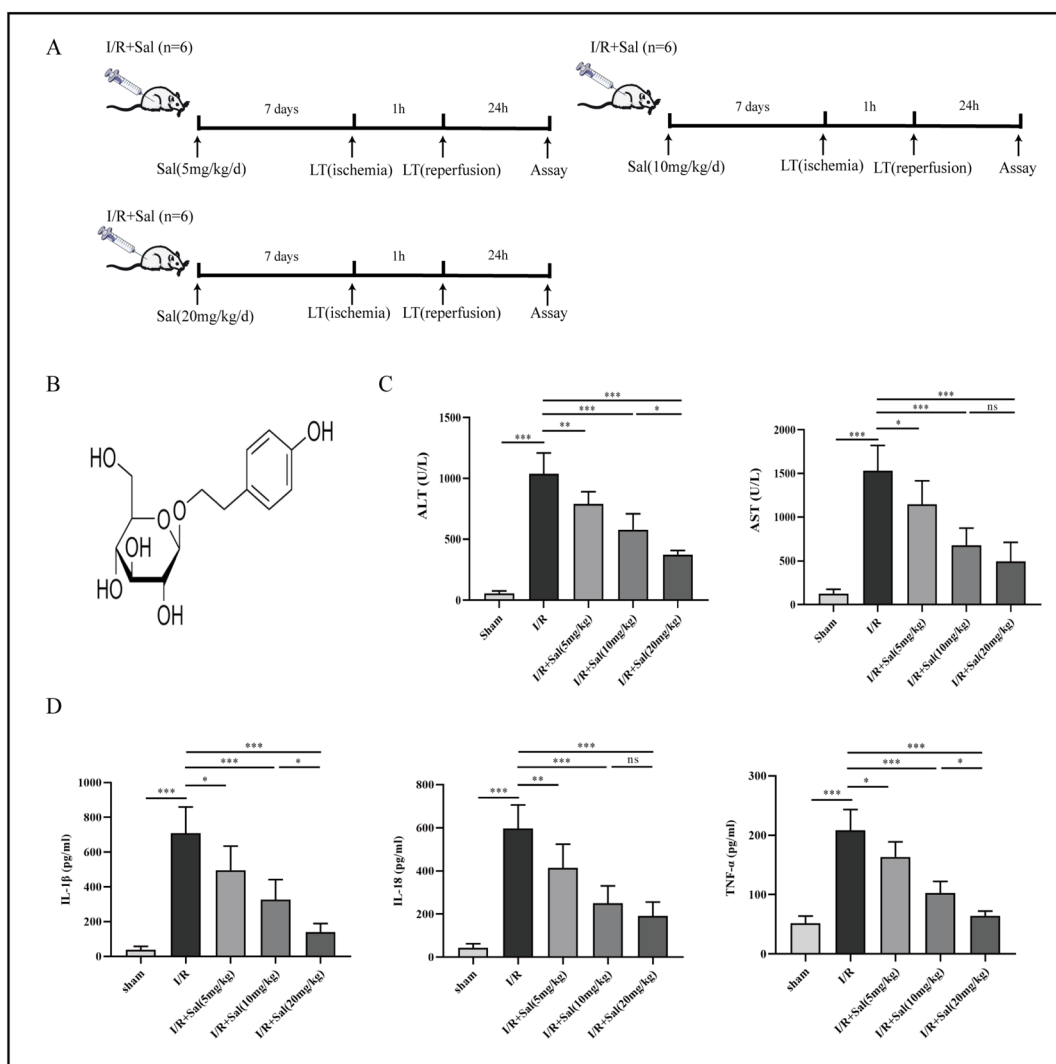 A
I/R+Sal (n=6)
7 days 1h 24h
Sal(5mg/kg/d) LT(ischemia) LT(reperfusion) Assay
I/R+Sal (n=6)
7 days 1h 24h
Sal(10mg/kg/d) LT(ischemia) LT(reperfusion) Assay
I/R+Sal (n=6)
7 days 1h 24h
Sal(20mg/kg/d) LT(ischemia) LT(reperfusion) Assay
B
HO
OH
O
O
OH
HO
OH
C
***
*** *
*** **
ALT (U/L)
1500
1000
500
0
Sham
I/R
I/R+Sal(5mg/kg)
I/R+Sal(10mg/kg)
I/R+Sal(20mg/kg)
***
*** ns
*** *
AST (U/L)
2000
1500
1000
500
0
Sham
I/R
I/R+Sal(5mg/kg)
I/R+Sal(10mg/kg)
I/R+Sal(20mg/kg)
D
***
*** *
*** *
IL-1β (pg/ml)
1000
800
600
400
200
0
sham
I/R
I/R+Sal(5mg/kg)
I/R+Sal(10mg/kg)
I/R+Sal(20mg/kg)
***
*** ns
*** **
IL-18 (pg/ml)
800
600
400
200
0
sham
I/R
I/R+Sal(5mg/kg)
I/R+Sal(10mg/kg)
I/R+Sal(20mg/kg)
***
*** *
*** *
TNF-α (pg/ml)
300
200
100
0
sham
I/R
I/R+Sal(5mg/kg)
I/R+Sal(10mg/kg)
I/R+Sal(20mg/kg)